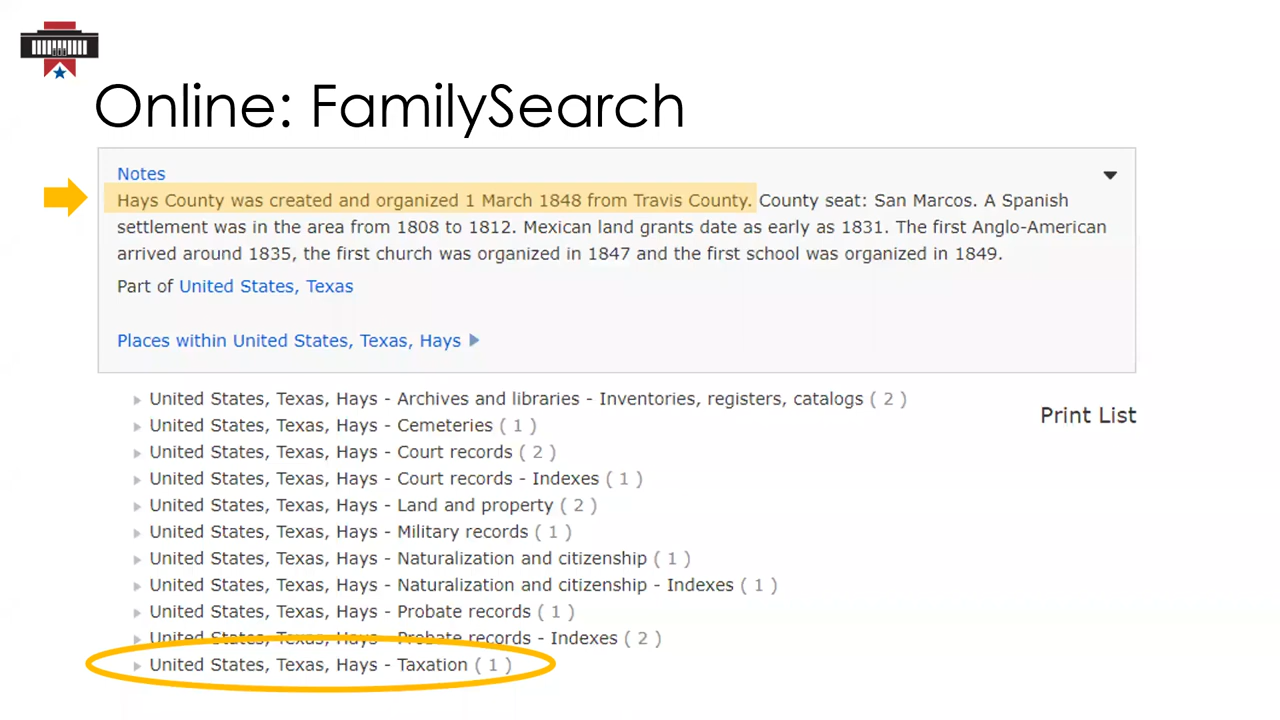 Online: FamilySearch
Notes
Hays County was created and organized 1 March 1848 from Travis County. County seat: San Marcos. A Spanish
settlement was in the area from 1808 to 1812. Mexican land grants date as early as 1831. The first Anglo-American
arrived around 1835, the first church was organized in 1847 and the first school was organized in 1849.
Part of United States, Texas
Places within United States, Texas, Hays
United States, Texas, Hays - Archives and libraries - Inventories, registers, catalogs ( 2 )
Print List
United States, Texas, Hays - Cemeteries ( 1 )
United States, Texas, Hays - Court records ( 2 )
United States, Texas, Hays - Court records - Indexes ( 1 )
United States, Texas, Hays - Land and property ( 2 )
United States, Texas, Hays - Military records ( 1 )
United States, Texas, Hays - Naturalization and citizenship ( 1 )
United States, Texas, Hays - Naturalization and citizenship - Indexes ( 1 )
United States, Texas, Hays - Probate records ( 1 )
United States, Texas, Hays - Probate records - Indexes ( 2 )
United States, Texas, Hays - Taxation ( 1 )